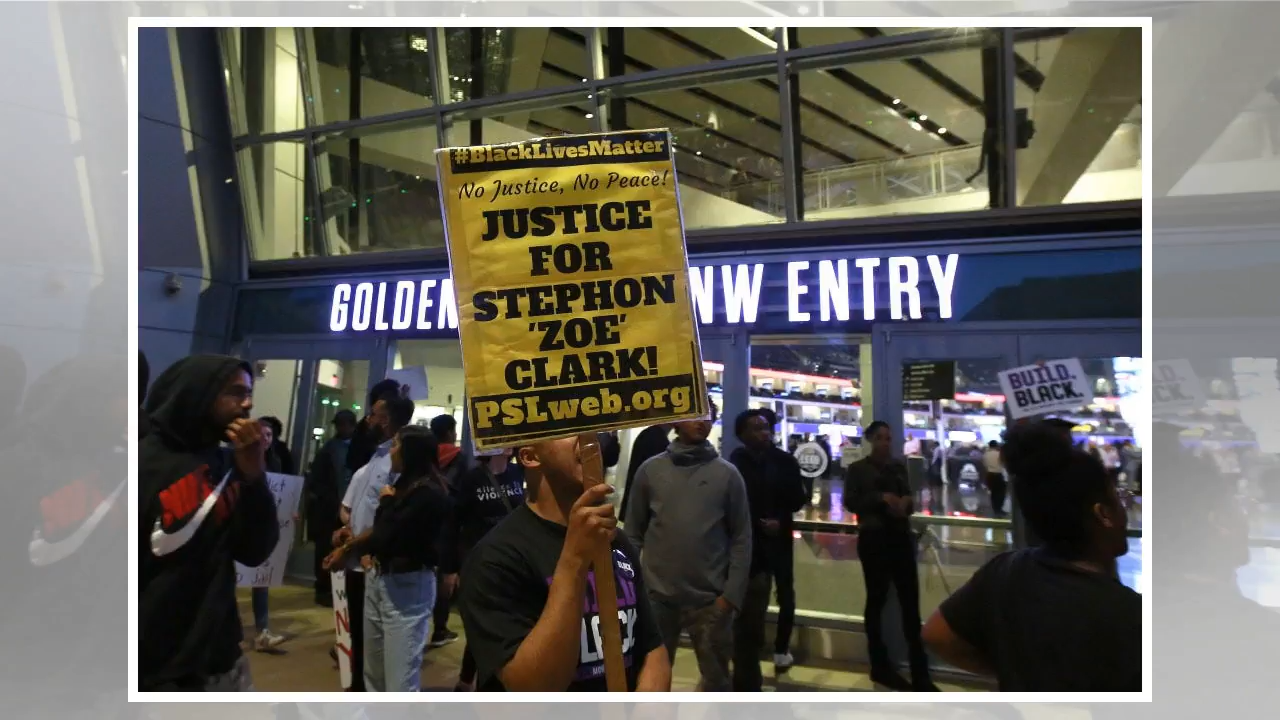 #BlackLivesMatter
No Justice, No Peace!
JUSTICE
FOR
STEPHON
'ZOE'
CLARK!
PSLweb.org
GOLDEN
NW ENTRY
BUILD.
BLACK.